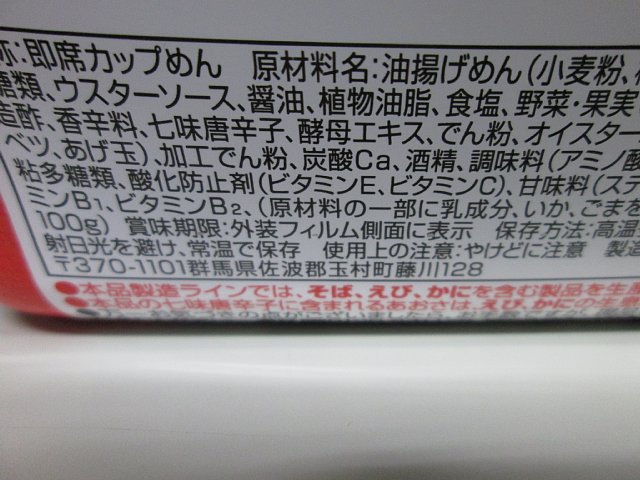 称:即席カップめん 原材料名:油揚げめん(小麦粉、
糖類、ウスターソース、醤油、植物油脂、食塩、野菜・果実
造酢、香辛料、七味唐辛子、酵母エキス、でん粉、オイスター
ベツ、あげ玉)、加工でん粉、炭酸Ca、酒精、調味料(アミノ酸
粘多糖類、酸化防止剤(ビタミンE、ビタミンC)、甘味料(ステ
ミンB1、ビタミンB2、(原材料の一部に乳成分、いか、ごまを
100g) 賞味期限:外装フィルム側面に表示 保存方法:高温
射日光を避け、常温で保存 使用上の注意:やけどに注意 製造
〒370-1101群馬県佐波郡玉村町藤川128
●本品製造ラインでは、そば、えび、かにを含む製品を生産
●本品の七味唐辛子に含まれるあおさは、えび、かにの生息